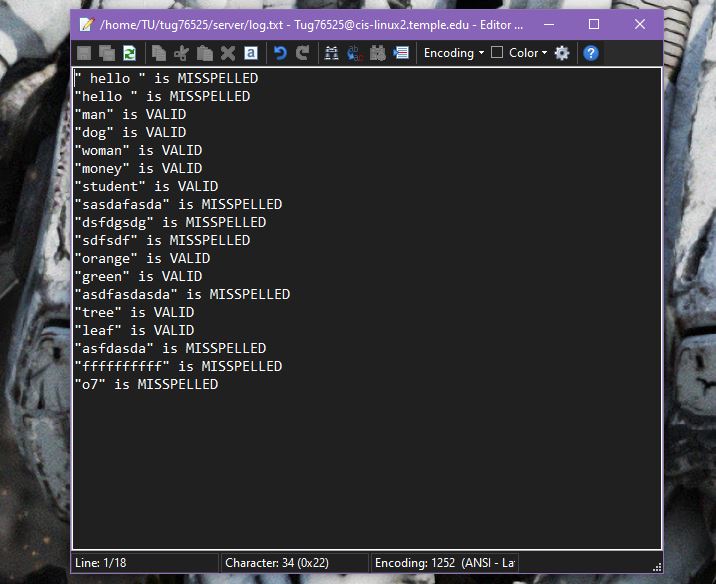 /home/TU/tug76525/server/log.txt - Tug76525@cis-linux2.temple.edu - Editor ...
Encoding Color
" hello " is MISSPELLED
"hello " is MISSPELLED
"man" is VALID
"dog" is VALID
"woman" is VALID
"money" is VALID
"student" is VALID
"sasdafasda" is MISSPELLED
"dsfdgsdg" is MISSPELLED
"sdfsdf" is MISSPELLED
"orange" is VALID
"green" is VALID
"asdfasdasda" is MISSPELLED
"tree" is VALID
"leaf" is VALID
"asfdasda" is MISSPELLED
"ffffffffff" is MISSPELLED
"o7" is MISSPELLED
Line: 1/18 Character: 34 (0x22) Encoding: 1252 (ANSI - La